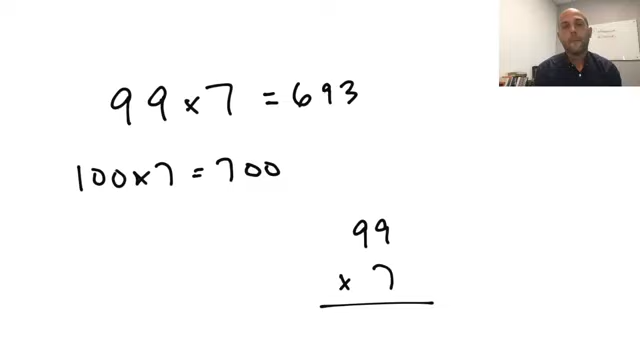 99 x 7 = 693
100 x 7 = 700
99
x 7